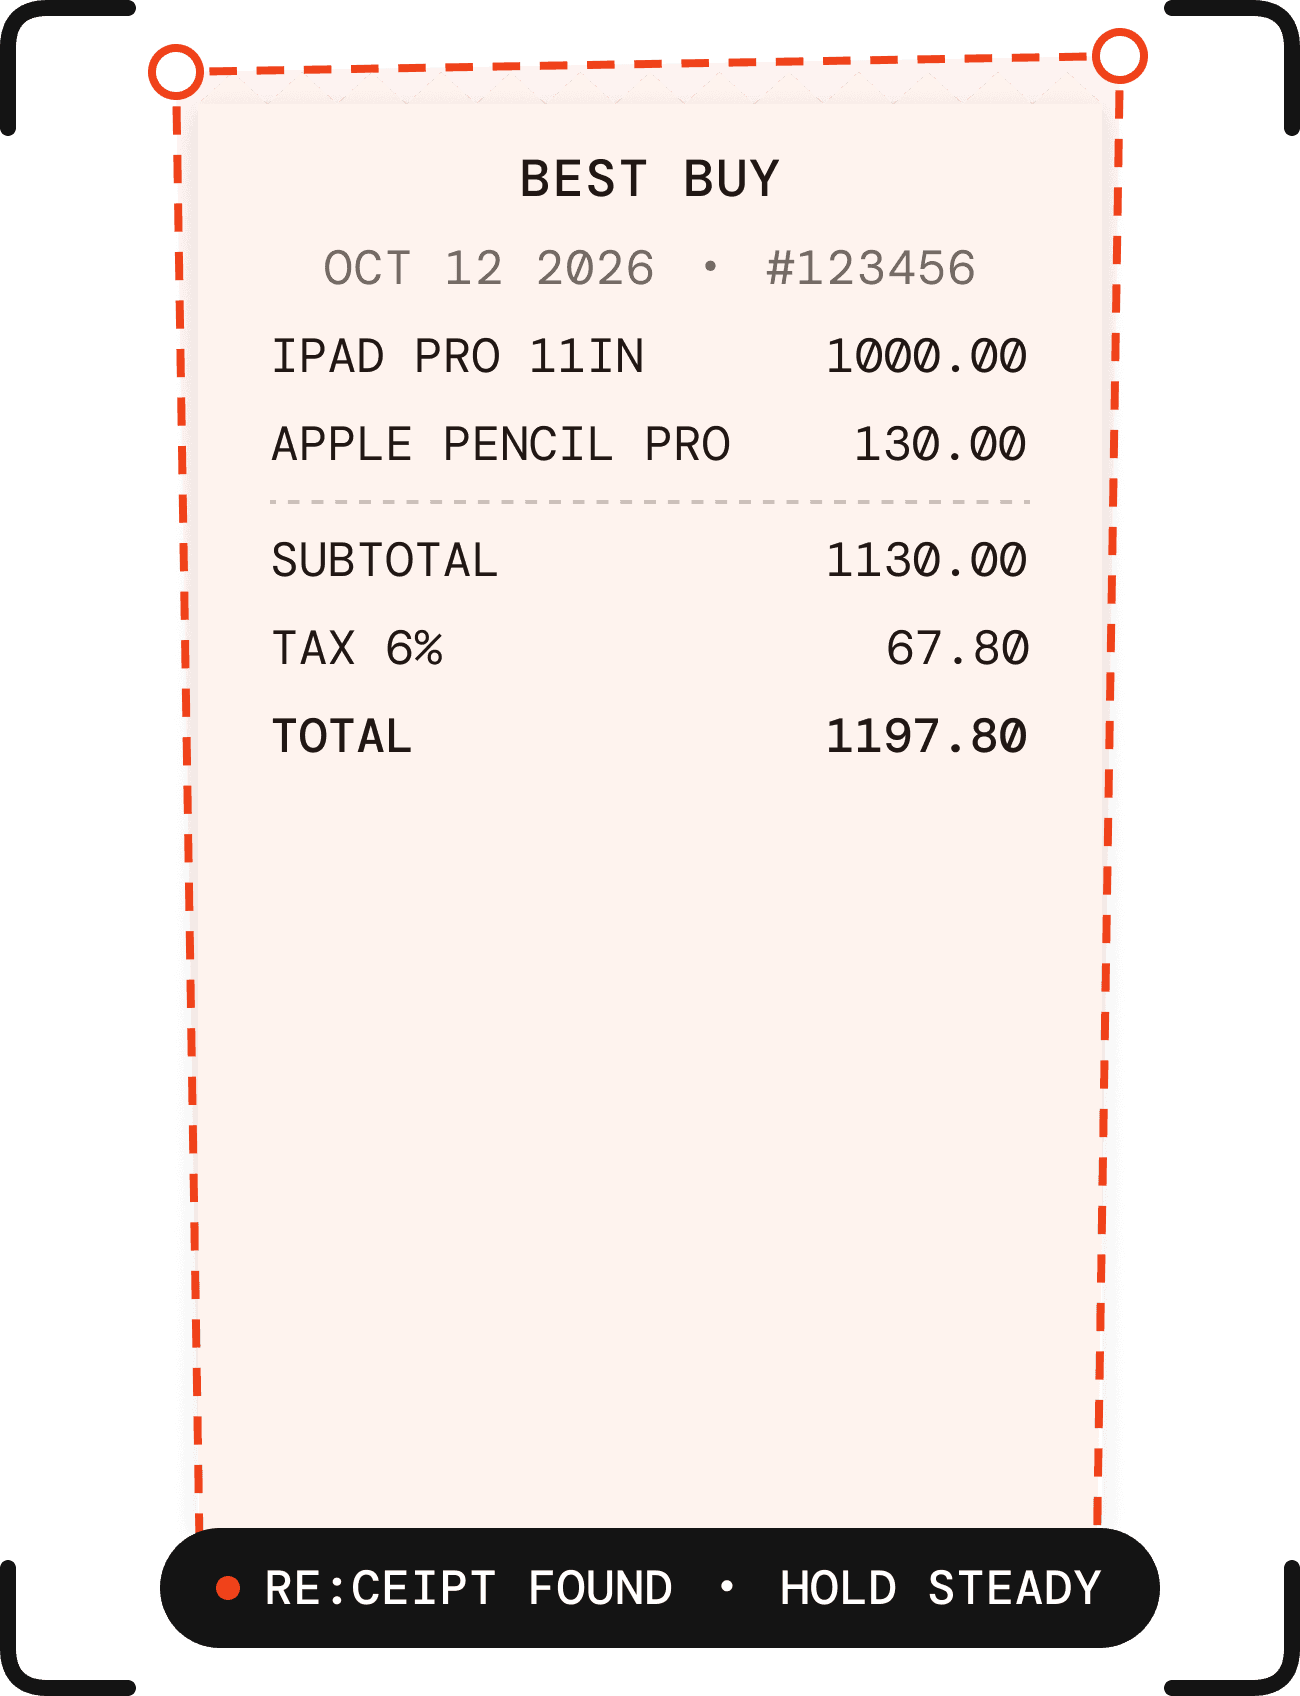 BEST BUY
OCT 12 2026 • #123456
IPAD PRO 11IN 1000.00
APPLE PENCIL PRO 130.00
SUBTOTAL 1130.00
TAX 6% 67.80
TOTAL 1197.80
RE:CEIPT FOUND • HOLD STEADY